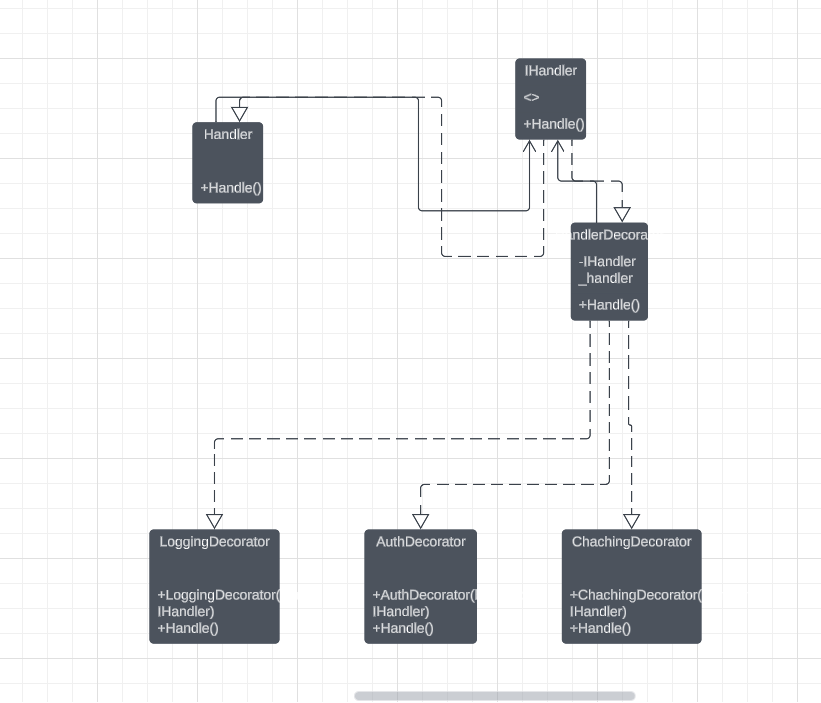 IHandler
<>
+Handle()
Handler
+Handle()
ndlerDecora
-IHandler
_handler
+Handle()
LoggingDecorator
+LoggingDecorator(
IHandler)
+Handle()
AuthDecorator
+AuthDecorator(I
IHandler)
+Handle()
ChachingDecorator
+ChachingDecorator(
IHandler)
+Handle()